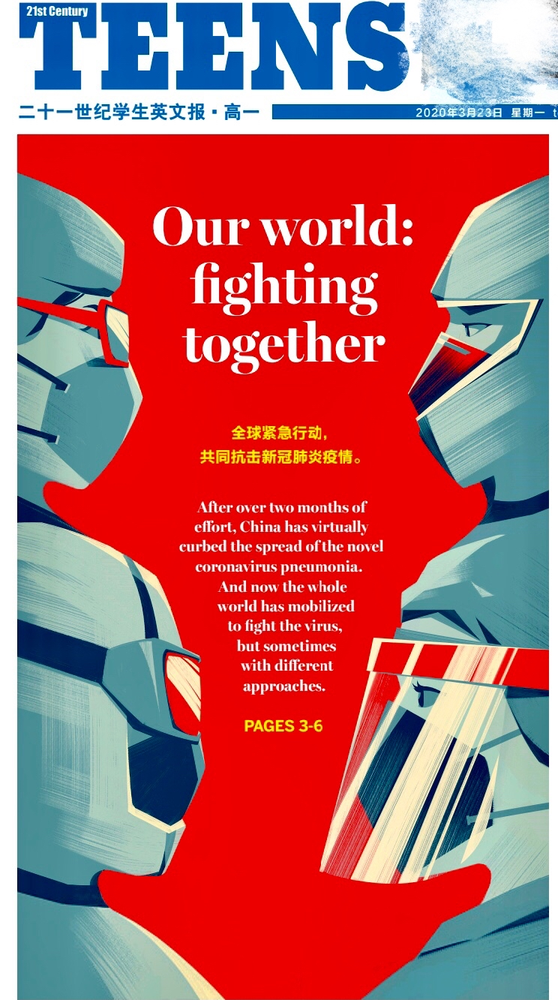 21st Century
TEENS
二十一世纪学生英文报·高一
2020年3月23日 星期一
Our world:
fighting
together
全球紧急行动，
共同抗击新冠肺炎疫情。
After over two months of
effort, China has virtually
curbed the spread of the novel
coronavirus pneumonia.
And now the whole
world has mobilized
to fight the virus,
but sometimes
with different
approaches.
PAGES 3-6